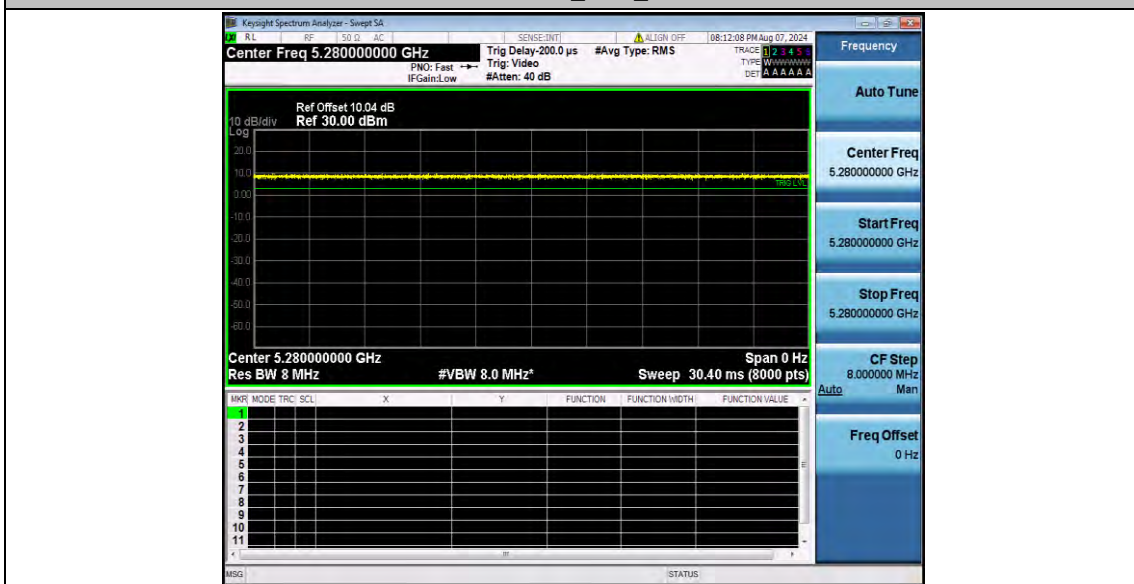 Keysight Spectrum Analyzer - Swept SA
RL RF 50 Ω AC SENSE:INT ALIGN OFF 08:12:08 PM Aug 07, 2024
Center Freq 5.280000000 GHz
PNO: Fast
IFGain:Low
Trig Delay-200.0 µs
Trig: Video
#Atten: 40 dB
#Avg Type: RMS
TRACE 1 2 3 4 5 6
TYPE WWWWWW
DET A A A A A A
Ref Offset 10.04 dB
10 dB/div Ref 30.00 dBm
Log
20.0
10.0
0.00
-10.0
-20.0
-30.0
-40.0
-50.0
-60.0
TRIG LVL
Center 5.280000000 GHz Span 0 Hz
Res BW 8 MHz #VBW 8.0 MHz* Sweep 30.40 ms (8000 pts)
MKR MODE TRC SCL X Y FUNCTION FUNCTION WIDTH FUNCTION VALUE
1
2
3
4
5
6
7
8
9
10
11
MSG STATUS
Frequency
Auto Tune
Center Freq
5.280000000 GHz
Start Freq
5.280000000 GHz
Stop Freq
5.280000000 GHz
CF Step
8.000000 MHz
Auto Man
Freq Offset
0 Hz